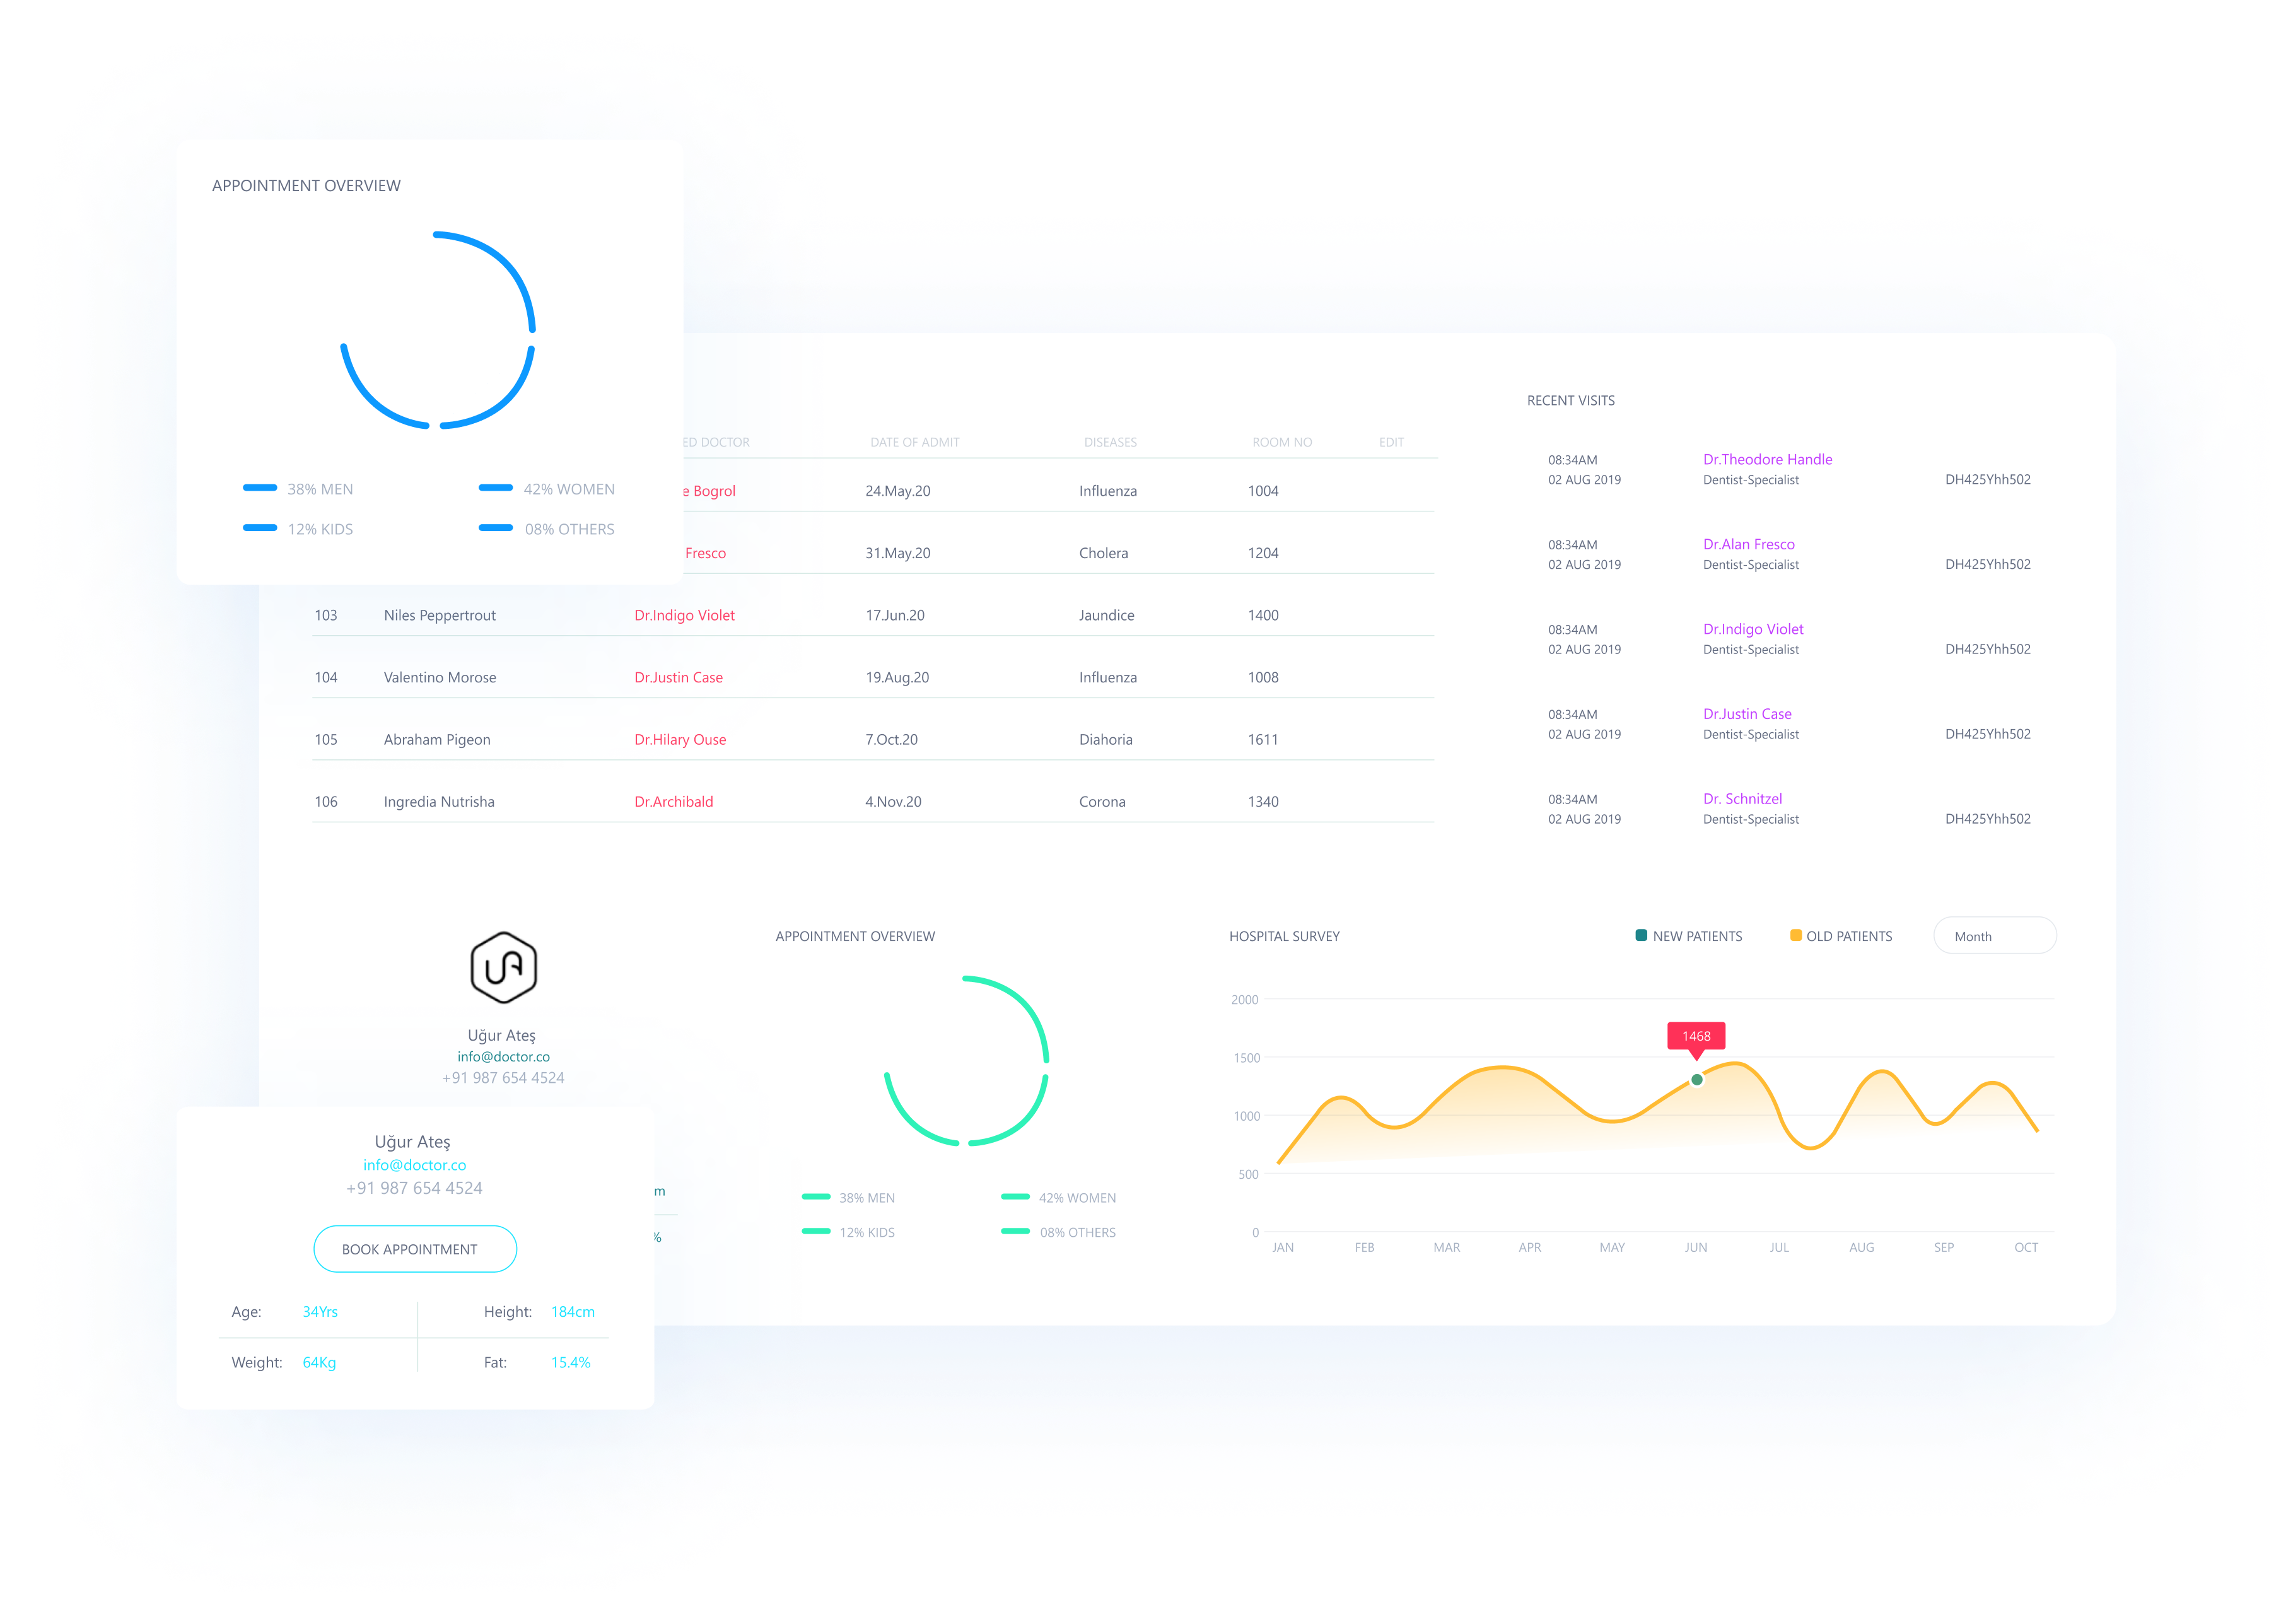 APPOINTMENT OVERVIEW
38% MEN 42% WOMEN
12% KIDS 08% OTHERS
DOCTOR DATE OF ADMIT DISEASES ROOM NO EDIT
Bogrol 24.May.20 Influenza 1004
Fresco 31.May.20 Cholera 1204
103 Niles Peppertrout Dr.Indigo Violet 17.Jun.20 Jaundice 1400
104 Valentino Morose Dr.Justin Case 19.Aug.20 Influenza 1008
105 Abraham Pigeon Dr.Hilary Ouse 7.Oct.20 Diahoria 1611
106 Ingredia Nutrisha Dr.Archibald 4.Nov.20 Corona 1340
RECENT VISITS
08:34AM Dr.Theodore Handle
02 AUG 2019 Dentist-Specialist DH425Yhh502
08:34AM Dr.Alan Fresco
02 AUG 2019 Dentist-Specialist DH425Yhh502
08:34AM Dr.Indigo Violet
02 AUG 2019 Dentist-Specialist DH425Yhh502
08:34AM Dr.Justin Case
02 AUG 2019 Dentist-Specialist DH425Yhh502
08:34AM Dr. Schnitzel
02 AUG 2019 Dentist-Specialist DH425Yhh502
UA
Uğur Ateş
info@doctor.co
+91 987 654 4524
Uğur Ateş
info@doctor.co
+91 987 654 4524
BOOK APPOINTMENT
Age: 34Yrs Height: 184cm
Weight: 64Kg Fat: 15.4%
m
%
APPOINTMENT OVERVIEW
38% MEN 42% WOMEN
12% KIDS 08% OTHERS
HOSPITAL SURVEY NEW PATIENTS OLD PATIENTS Month
2000
1468
1500
1000
500
0
JAN FEB MAR APR MAY JUN JUL AUG SEP OCT